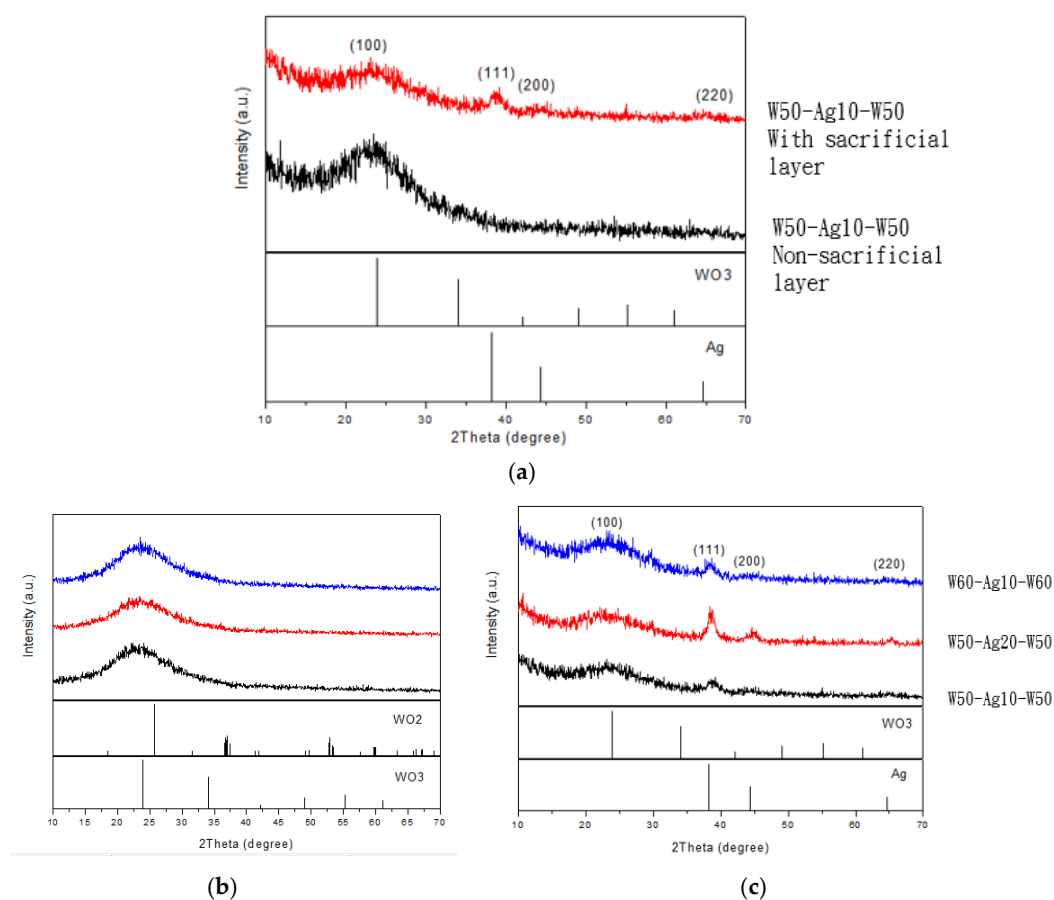 (100)
(111)
(200)
(220)
W50-Ag10-W50
With sacrificial
layer
W50-Ag10-W50
Non-sacrificial
layer
Intensity (a.u.)
WO3
Ag
10 20 30 40 50 60 70
2Theta (degree)
(a)
Intensity (a.u.)
WO2
WO3
10 15 20 25 30 35 40 45 50 55 60 65 70
2Theta (degree)
(b)
(100)
(111)
(200)
(220)
W60-Ag10-W60
W50-Ag20-W50
W50-Ag10-W50
Intensity (a.u.)
WO3
Ag
10 20 30 40 50 60 70
2Theta (degree)
(c)